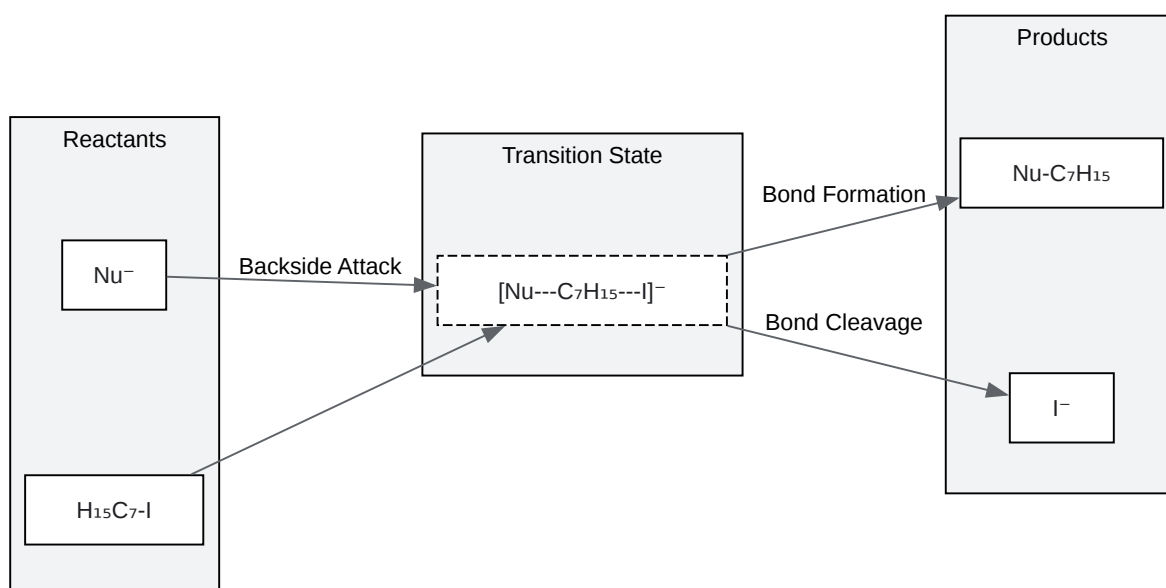 Reactants
Nu⁻
H₁₅C₇-I
Backside Attack
Transition State
[Nu---C₇H₁₅---I]⁻
Bond Formation
Bond Cleavage
Products
Nu-C₇H₁₅
I⁻